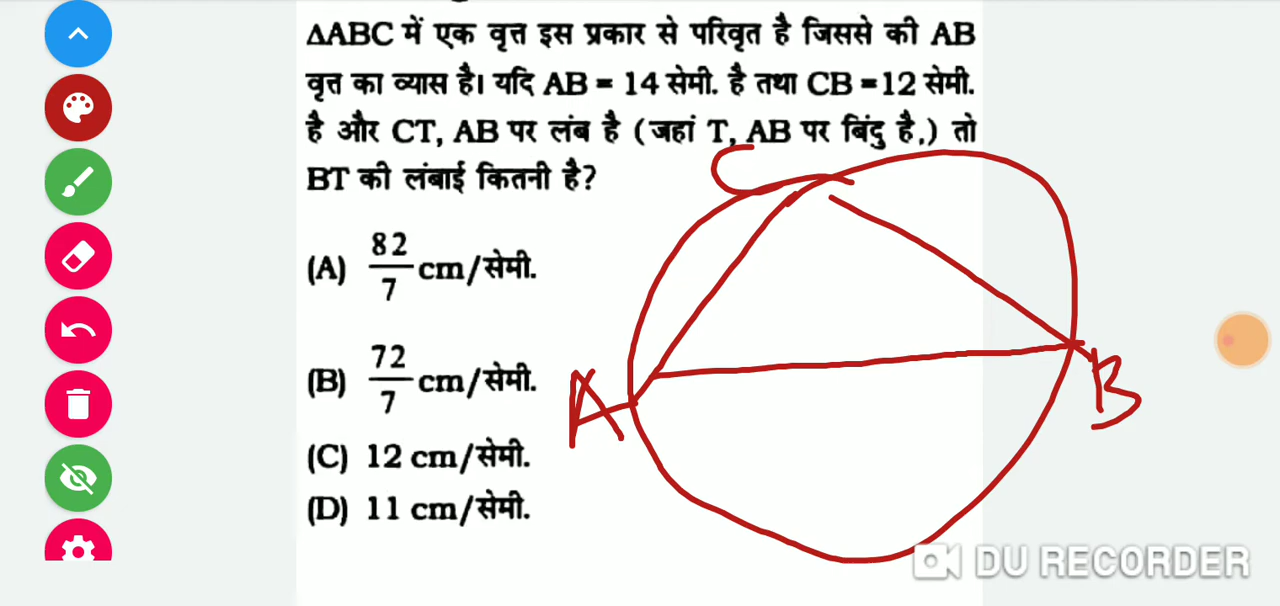 ΔABC में एक वृत्त इस प्रकार से परिवृत है जिससे की AB
वृत्त का व्यास है। यदि AB = 14 सेमी. है तथा CB = 12 सेमी.
है और CT, AB पर लंब है (जहां T, AB पर बिंदु है,) तो
BT की लंबाई कितनी है?
(A) 82/7 cm/सेमी.
(B) 72/7 cm/सेमी.
(C) 12 cm/सेमी.
(D) 11 cm/सेमी.
C
A
B
DU RECORDER